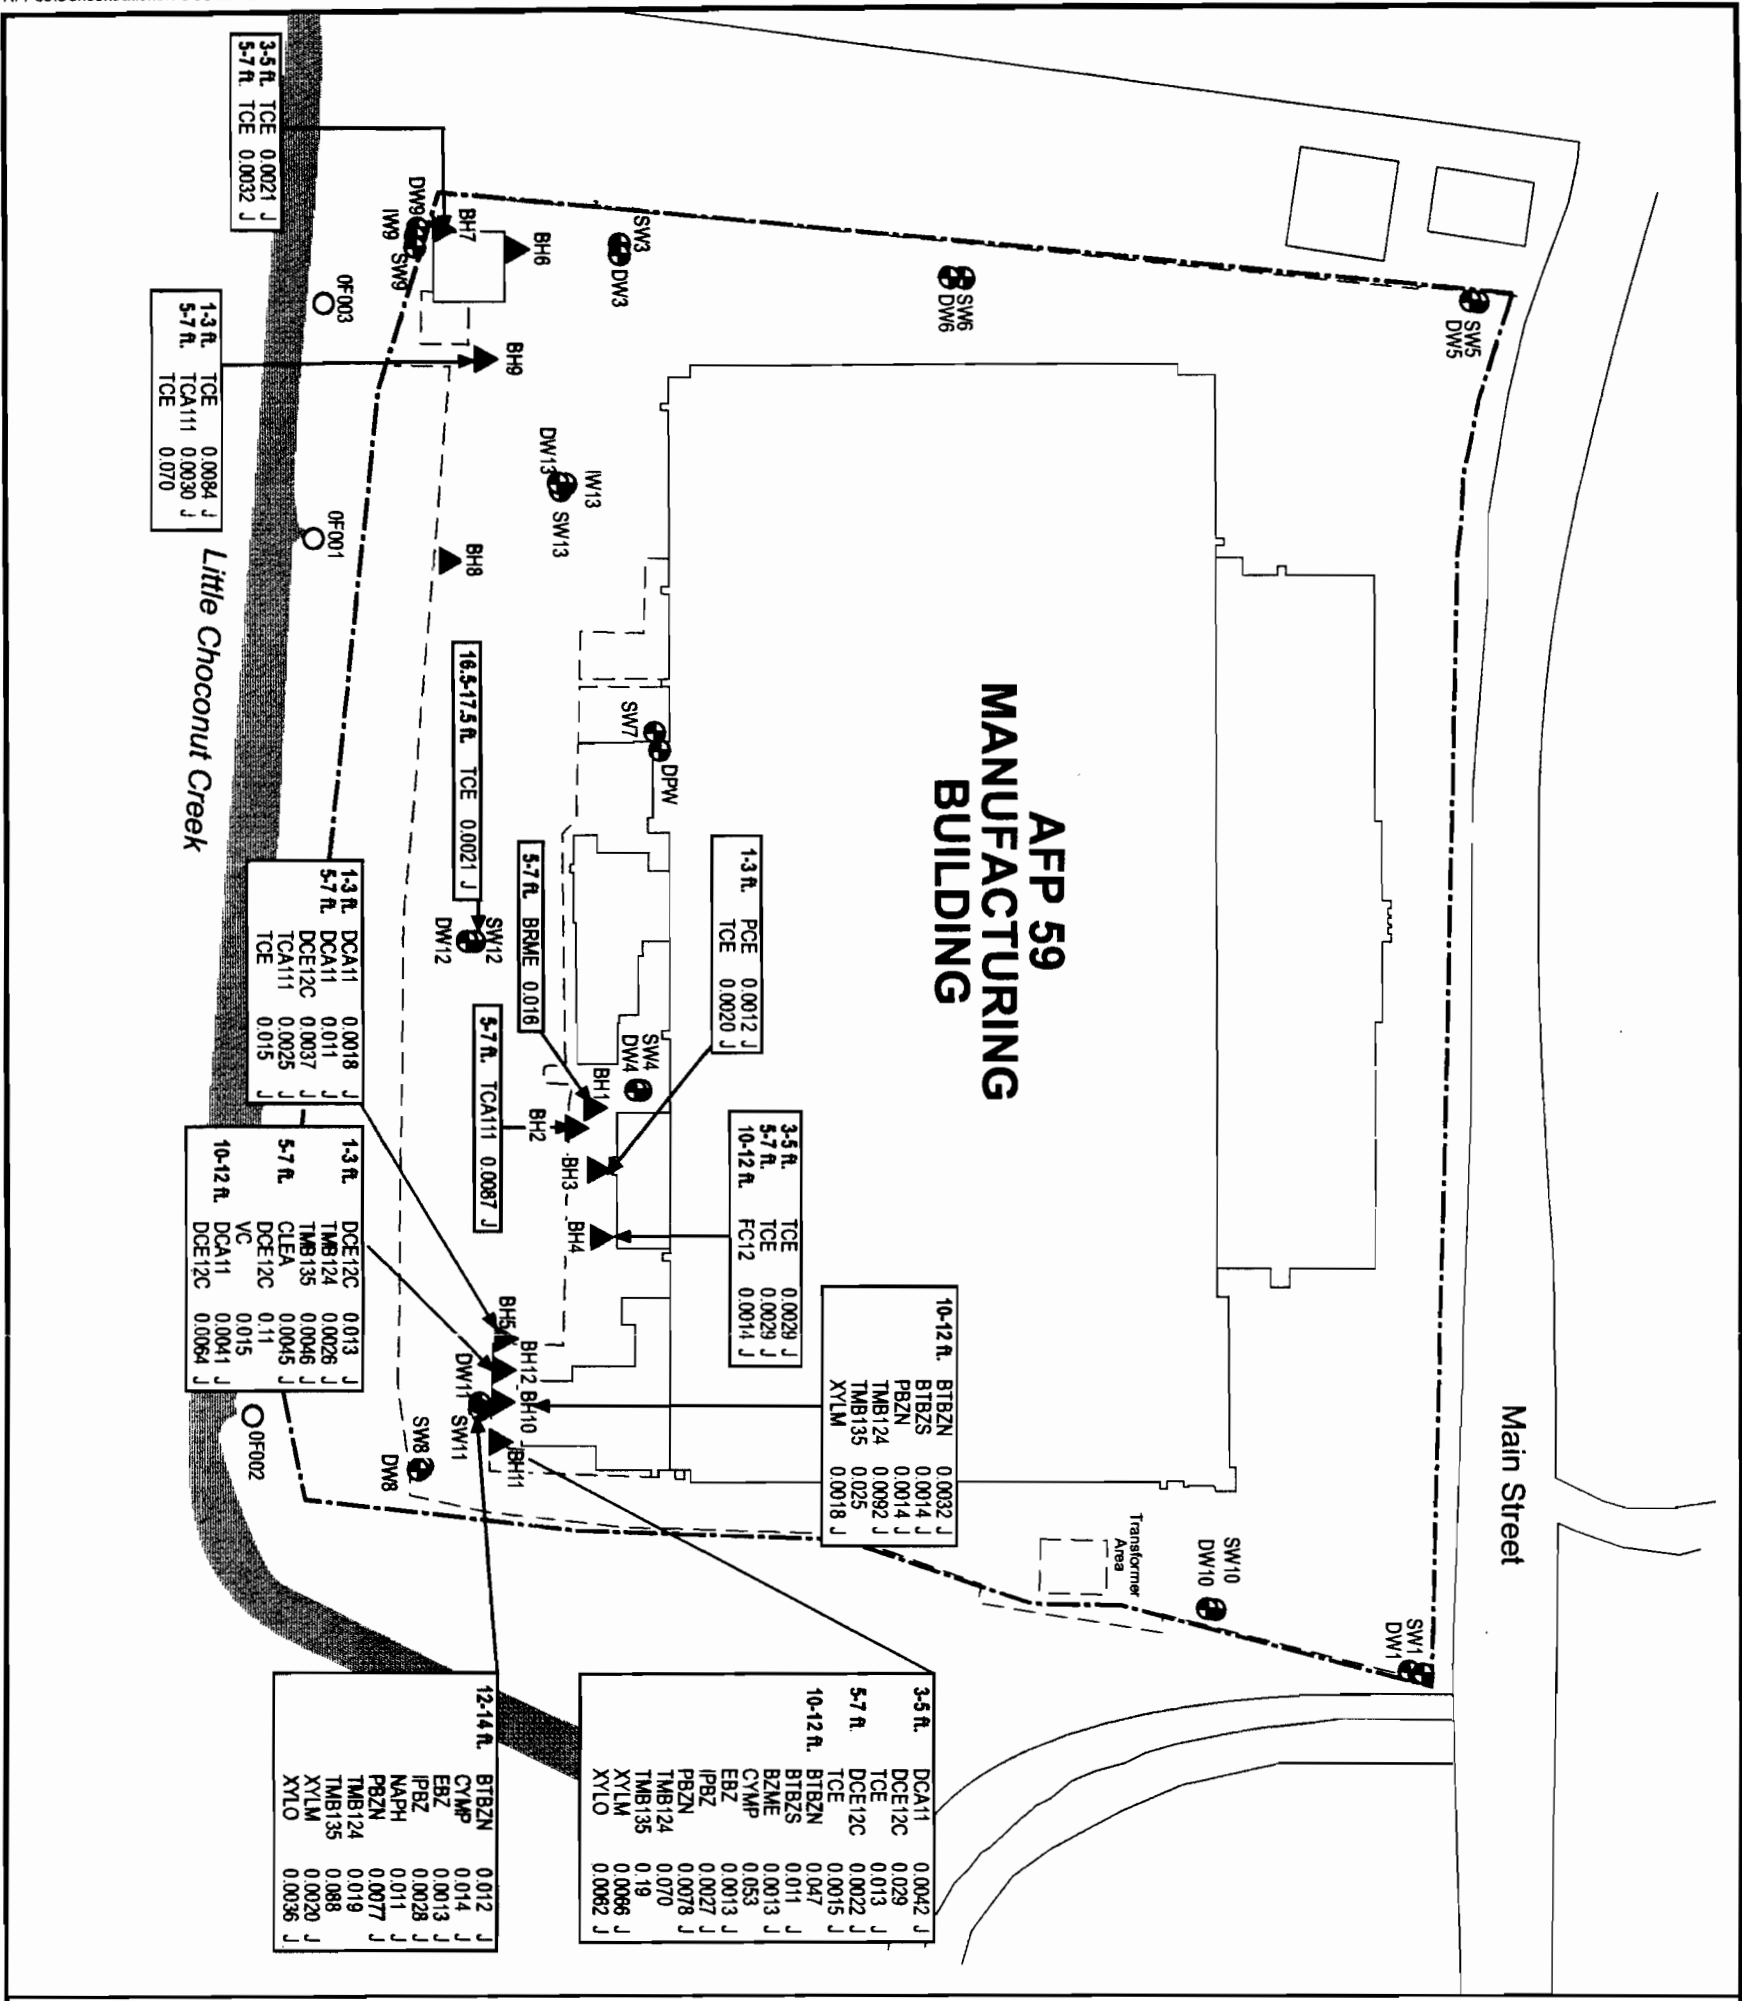 Main Street
AFP 59
MANUFACTURING
BUILDING
SW5
DW5
SW6
DW6
SW3
DW3
BH6
BH7
DW9
IW9
SW9
BH9
0F003
0F001
IW13
DW13
SW13
BH8
SW7
DPW
SW12
DW12
SW4
DW4
BH1
BH2
BH3
BH4
BH5
BH12
BH10
BH11
DW11
SW11
SW8
DW8
0F002
Transformer
Area
SW10
DW10
SW1
DW1
Little Choconut Creek
3-5 ft. TCE 0.0021 J
5-7 ft. TCE 0.0032 J
1-3 ft. TCE 0.0084 J
5-7 ft. TCA111 0.0030 J
TCE 0.070
16.5-17.5 ft. TCE 0.0021 J
5-7 ft. BRME 0.016
1-3 ft. PCE 0.0012 J
TCE 0.0020 J
5-7 ft. TCA111 0.0087 J
3-5 ft. TCE 0.0029 J
5-7 ft. TCE 0.0029 J
10-12 ft. FC12 0.0014 J
1-3 ft. DCA11 0.0018 J
5-7 ft. DCA11 0.011 J
DCE12C 0.0037 J
TCA111 0.0025 J
TCE 0.015 J
1-3 ft. DCE12C 0.013 J
TMB124 0.0026 J
TMB135 0.0046 J
5-7 ft. CLEA 0.0045 J
DCE12C 0.11
VC 0.015
10-12 ft. DCA11 0.0041 J
DCE12C 0.0064 J
10-12 ft. BTBZN 0.0032 J
BTBZS 0.0014 J
PBZN 0.0014 J
TMB124 0.0092 J
TMB135 0.025
XYLM 0.0018 J
3-5 ft. DCA11 0.0042 J
DCE12C 0.029
TCE 0.013 J
5-7 ft. DCE12C 0.0022 J
TCE 0.0015 J
10-12 ft. BTBZN 0.047
BTBZS 0.011 J
BZME 0.0013 J
CYMP 0.053
EBZ 0.0013 J
IPBZ 0.0027 J
PBZN 0.0078 J
TMB124 0.070
TMB135 0.19
XYLM 0.0066 J
XYLO 0.0062 J
12-14 ft. BTBZN 0.012 J
CYMP 0.014 J
EBZ 0.0013 J
IPBZ 0.0028 J
NAPH 0.011 J
PBZN 0.0077 J
TMB124 0.019
TMB135 0.088
XYLM 0.0020 J
XYLO 0.0036 J